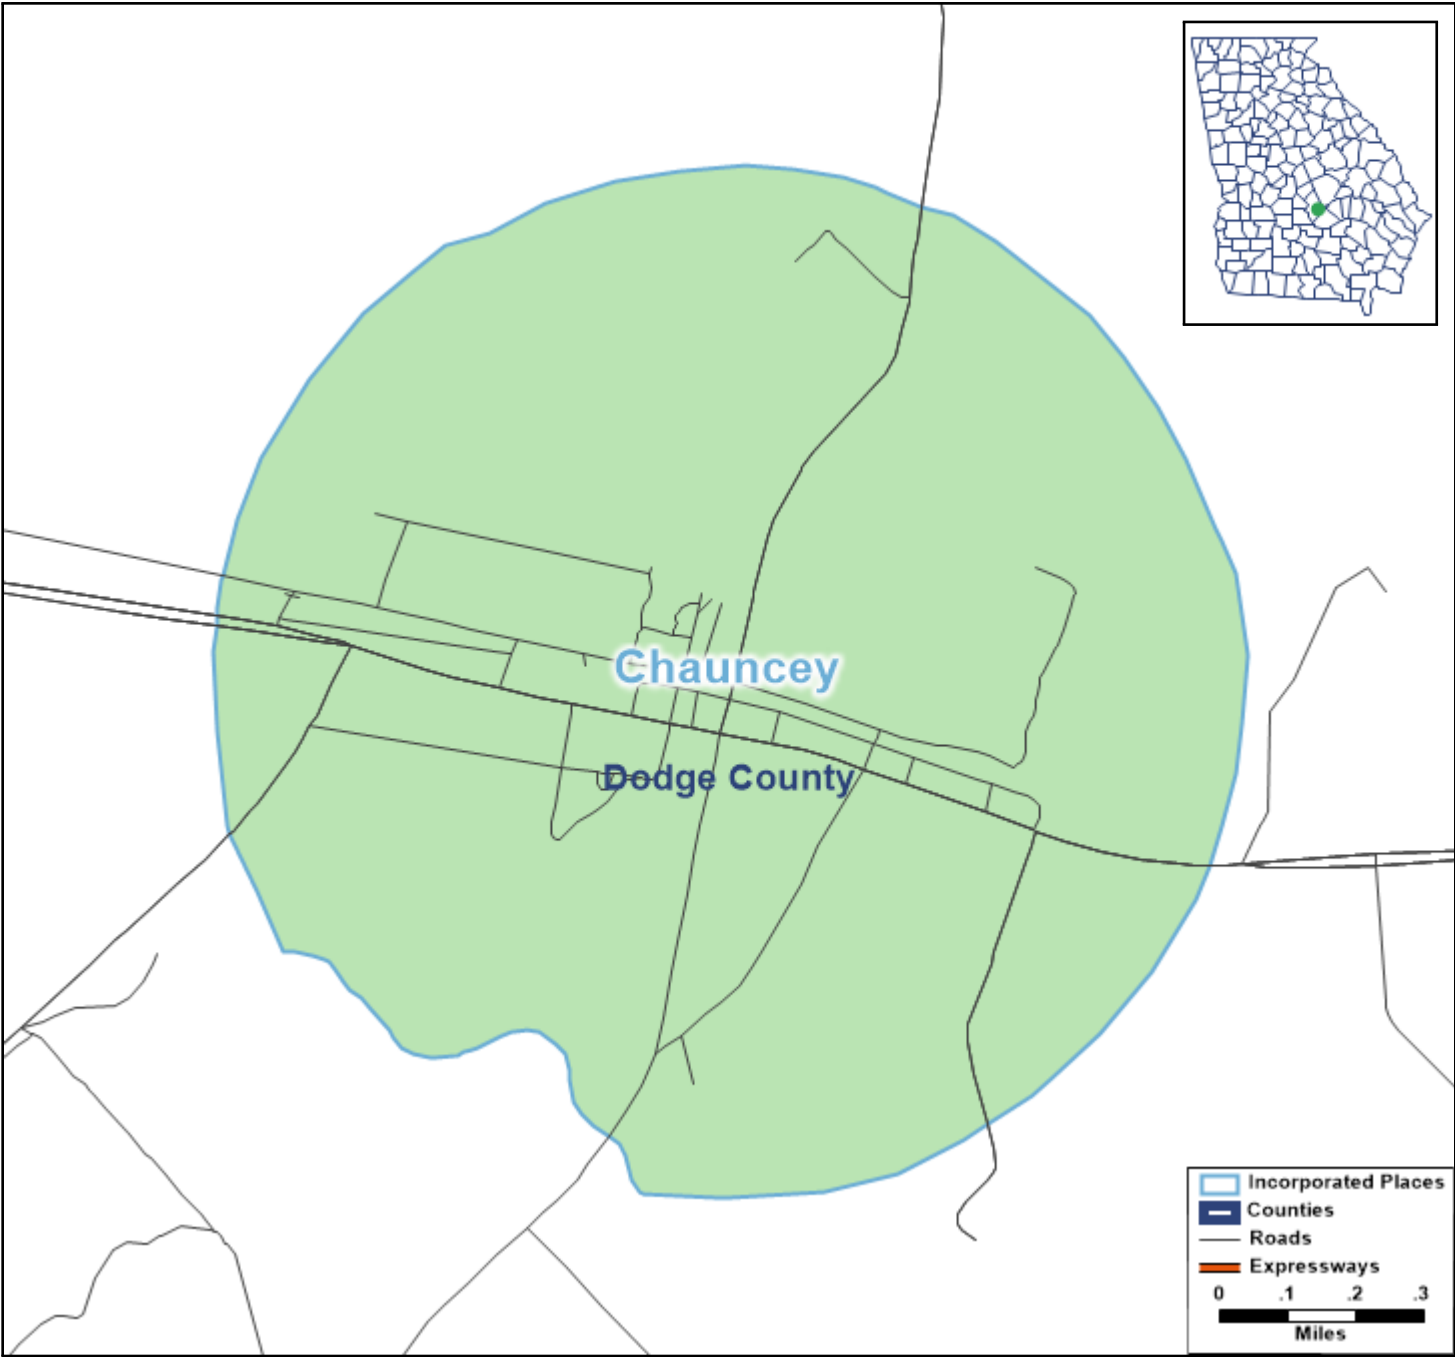 Chauncey
Dodge County
Incorporated Places
Counties
Roads
Expressways
0 .1 .2 .3
Miles